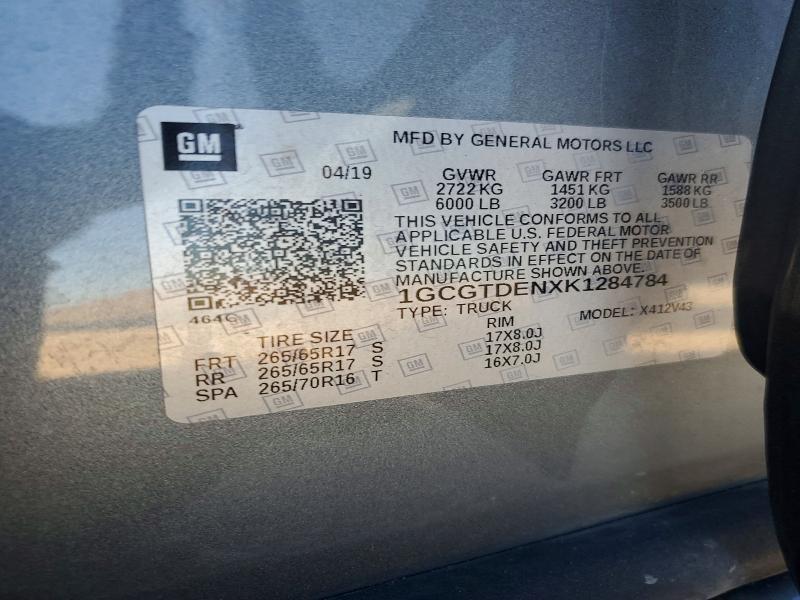 GM
MFD BY GENERAL MOTORS LLC
04/19
GVWR GAWR FRT GAWR RR
2722 KG 1451 KG 1588 KG
6000 LB 3200 LB 3500 LB
THIS VEHICLE CONFORMS TO ALL
APPLICABLE U.S. FEDERAL MOTOR
VEHICLE SAFETY AND THEFT PREVENTION
STANDARDS IN EFFECT ON THE DATE OF
MANUFACTURE SHOWN ABOVE.
1GCGTDENXK1284784
464C
TYPE: TRUCK MODEL: X412V43
TIRE SIZE RIM
FRT 265/65R17 S 17X8.0J
RR 265/65R17 S 17X8.0J
SPA 265/70R16 T 16X7.0J